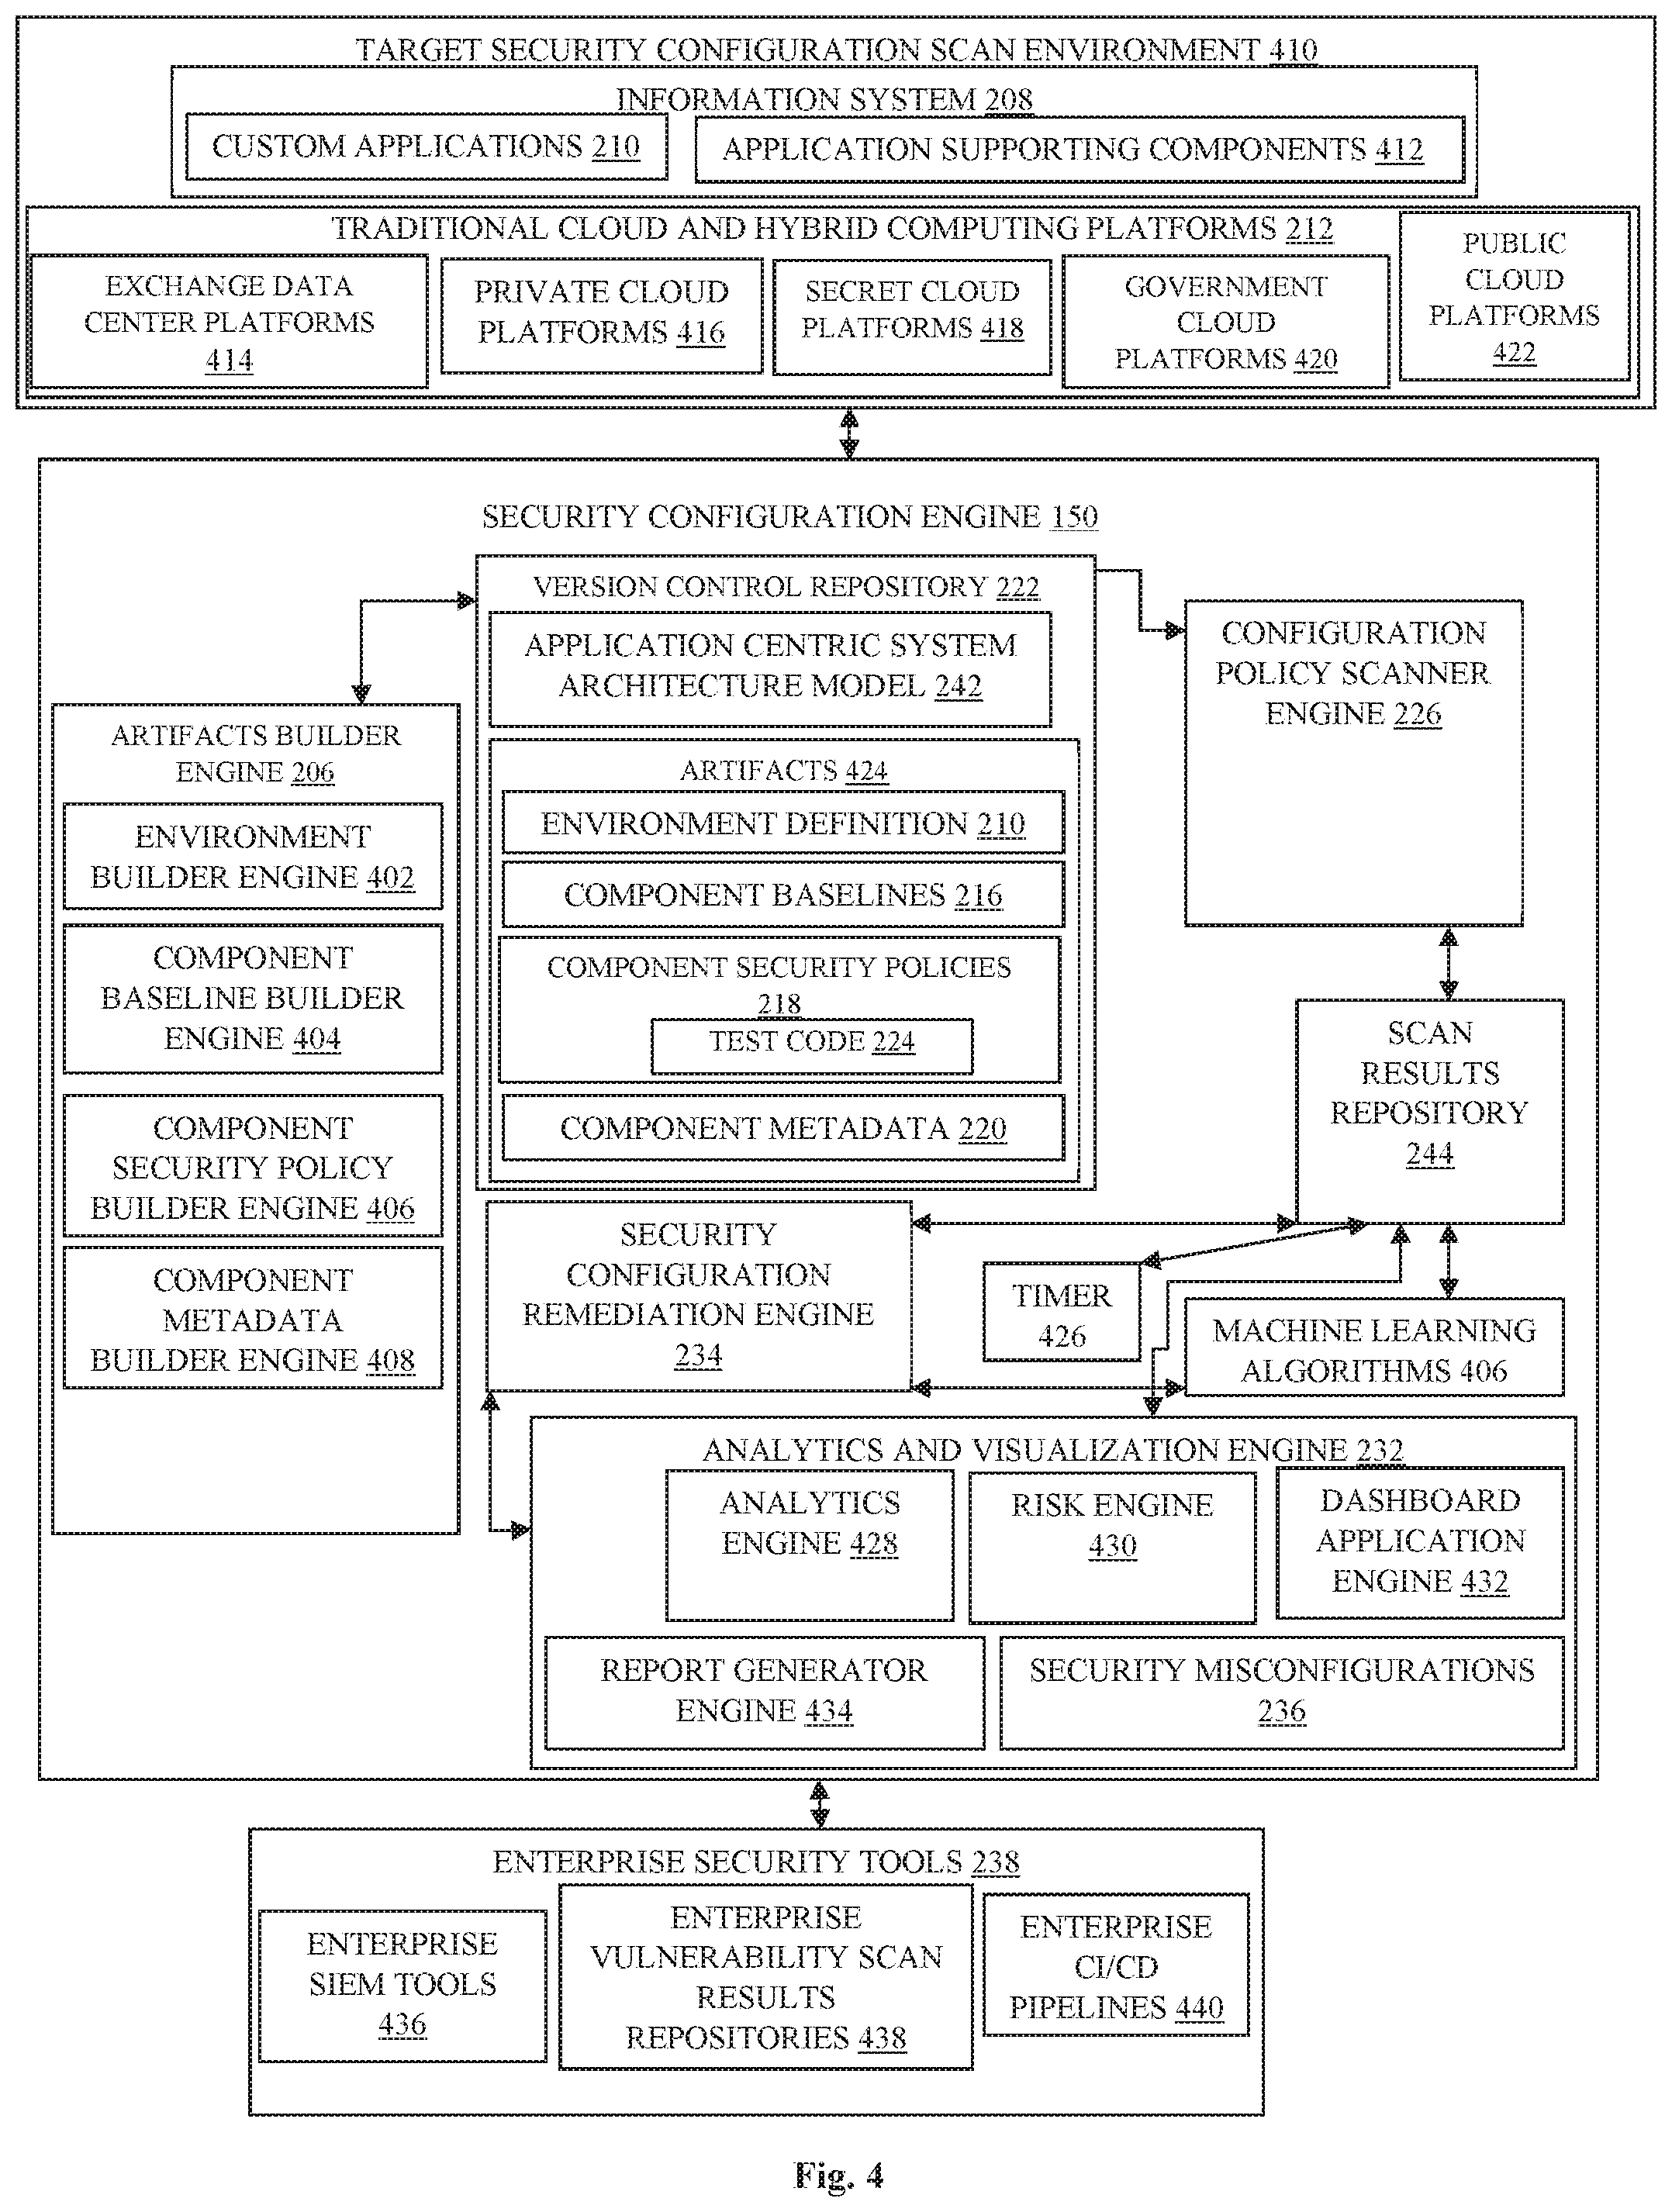 TARGET SECURITY CONFIGURATION SCAN ENVIRONMENT 410
INFORMATION SYSTEM 208
CUSTOM APPLICATIONS 210
APPLICATION SUPPORTING COMPONENTS 412
TRADITIONAL CLOUD AND HYBRID COMPUTING PLATFORMS 212
EXCHANGE DATA
CENTER PLATFORMS
414
PRIVATE CLOUD
PLATFORMS 416
SECRET CLOUD
PLATFORMS 418
GOVERNMENT
CLOUD
PLATFORMS 420
PUBLIC
CLOUD
PLATFORMS
422
SECURITY CONFIGURATION ENGINE 150
VERSION CONTROL REPOSITORY 222
APPLICATION CENTRIC SYSTEM
ARCHITECTURE MODEL 242
ARTIFACTS 424
ENVIRONMENT DEFINITION 210
COMPONENT BASELINES 216
COMPONENT SECURITY POLICIES
218
TEST CODE 224
COMPONENT METADATA 220
CONFIGURATION
POLICY SCANNER
ENGINE 226
ARTIFACTS BUILDER
ENGINE 206
ENVIRONMENT
BUILDER ENGINE 402
COMPONENT
BASELINE BUILDER
ENGINE 404
COMPONENT
SECURITY POLICY
BUILDER ENGINE 406
COMPONENT
METADATA
BUILDER ENGINE 408
SCAN
RESULTS
REPOSITORY
244
SECURITY
CONFIGURATION
REMEDIATION ENGINE
234
TIMER
426
MACHINE LEARNING
ALGORITHMS 406
ANALYTICS AND VISUALIZATION ENGINE 232
ANALYTICS
ENGINE 428
RISK ENGINE
430
DASHBOARD
APPLICATION
ENGINE 432
REPORT GENERATOR
ENGINE 434
SECURITY MISCONFIGURATIONS
236
ENTERPRISE SECURITY TOOLS 238
ENTERPRISE
SIEM TOOLS
436
ENTERPRISE
VULNERABILITY SCAN
RESULTS
REPOSITORIES 438
ENTERPRISE
CI/CD
PIPELINES 440
Fig. 4